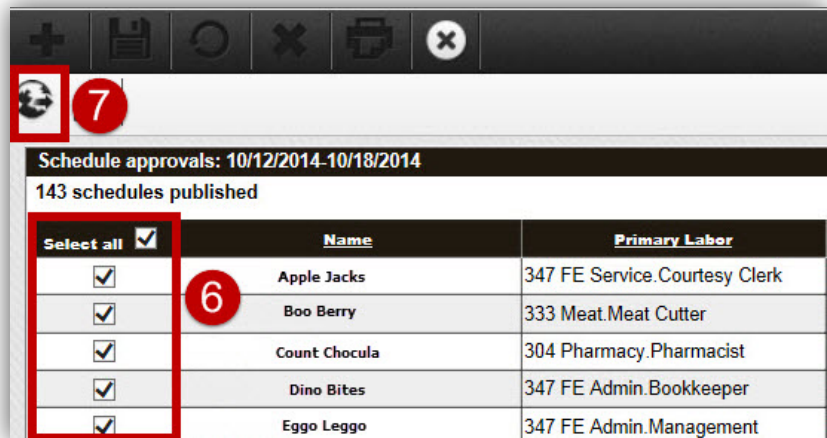 7
Schedule approvals: 10/12/2014-10/18/2014
143 schedules published
Select all Name Primary Labor
Apple Jacks 347 FE Service.Courtesy Clerk
6
Boo Berry 333 Meat.Meat Cutter
Count Chocula 304 Pharmacy.Pharmacist
Dino Bites 347 FE Admin.Bookkeeper
Eggo Leggo 347 FE Admin.Management